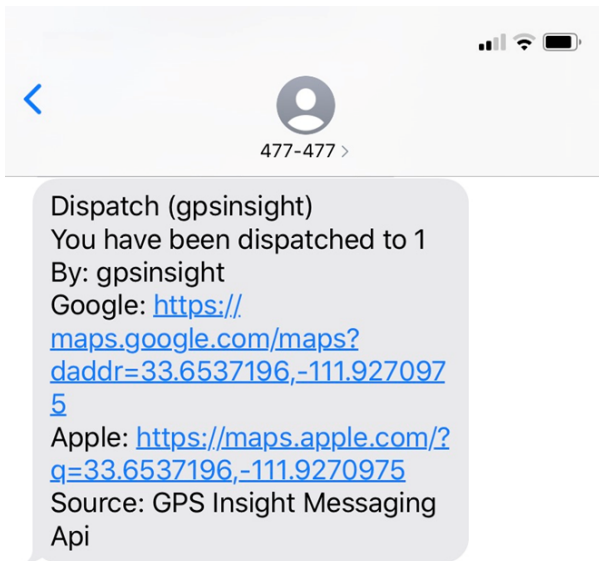 477-477 >
Dispatch (gpsinsight)
You have been dispatched to 1
By: gpsinsight
Google: https://
maps.google.com/maps?
daddr=33.6537196,-111.927097
5
Apple: https://maps.apple.com/?
q=33.6537196,-111.9270975
Source: GPS Insight Messaging
Api